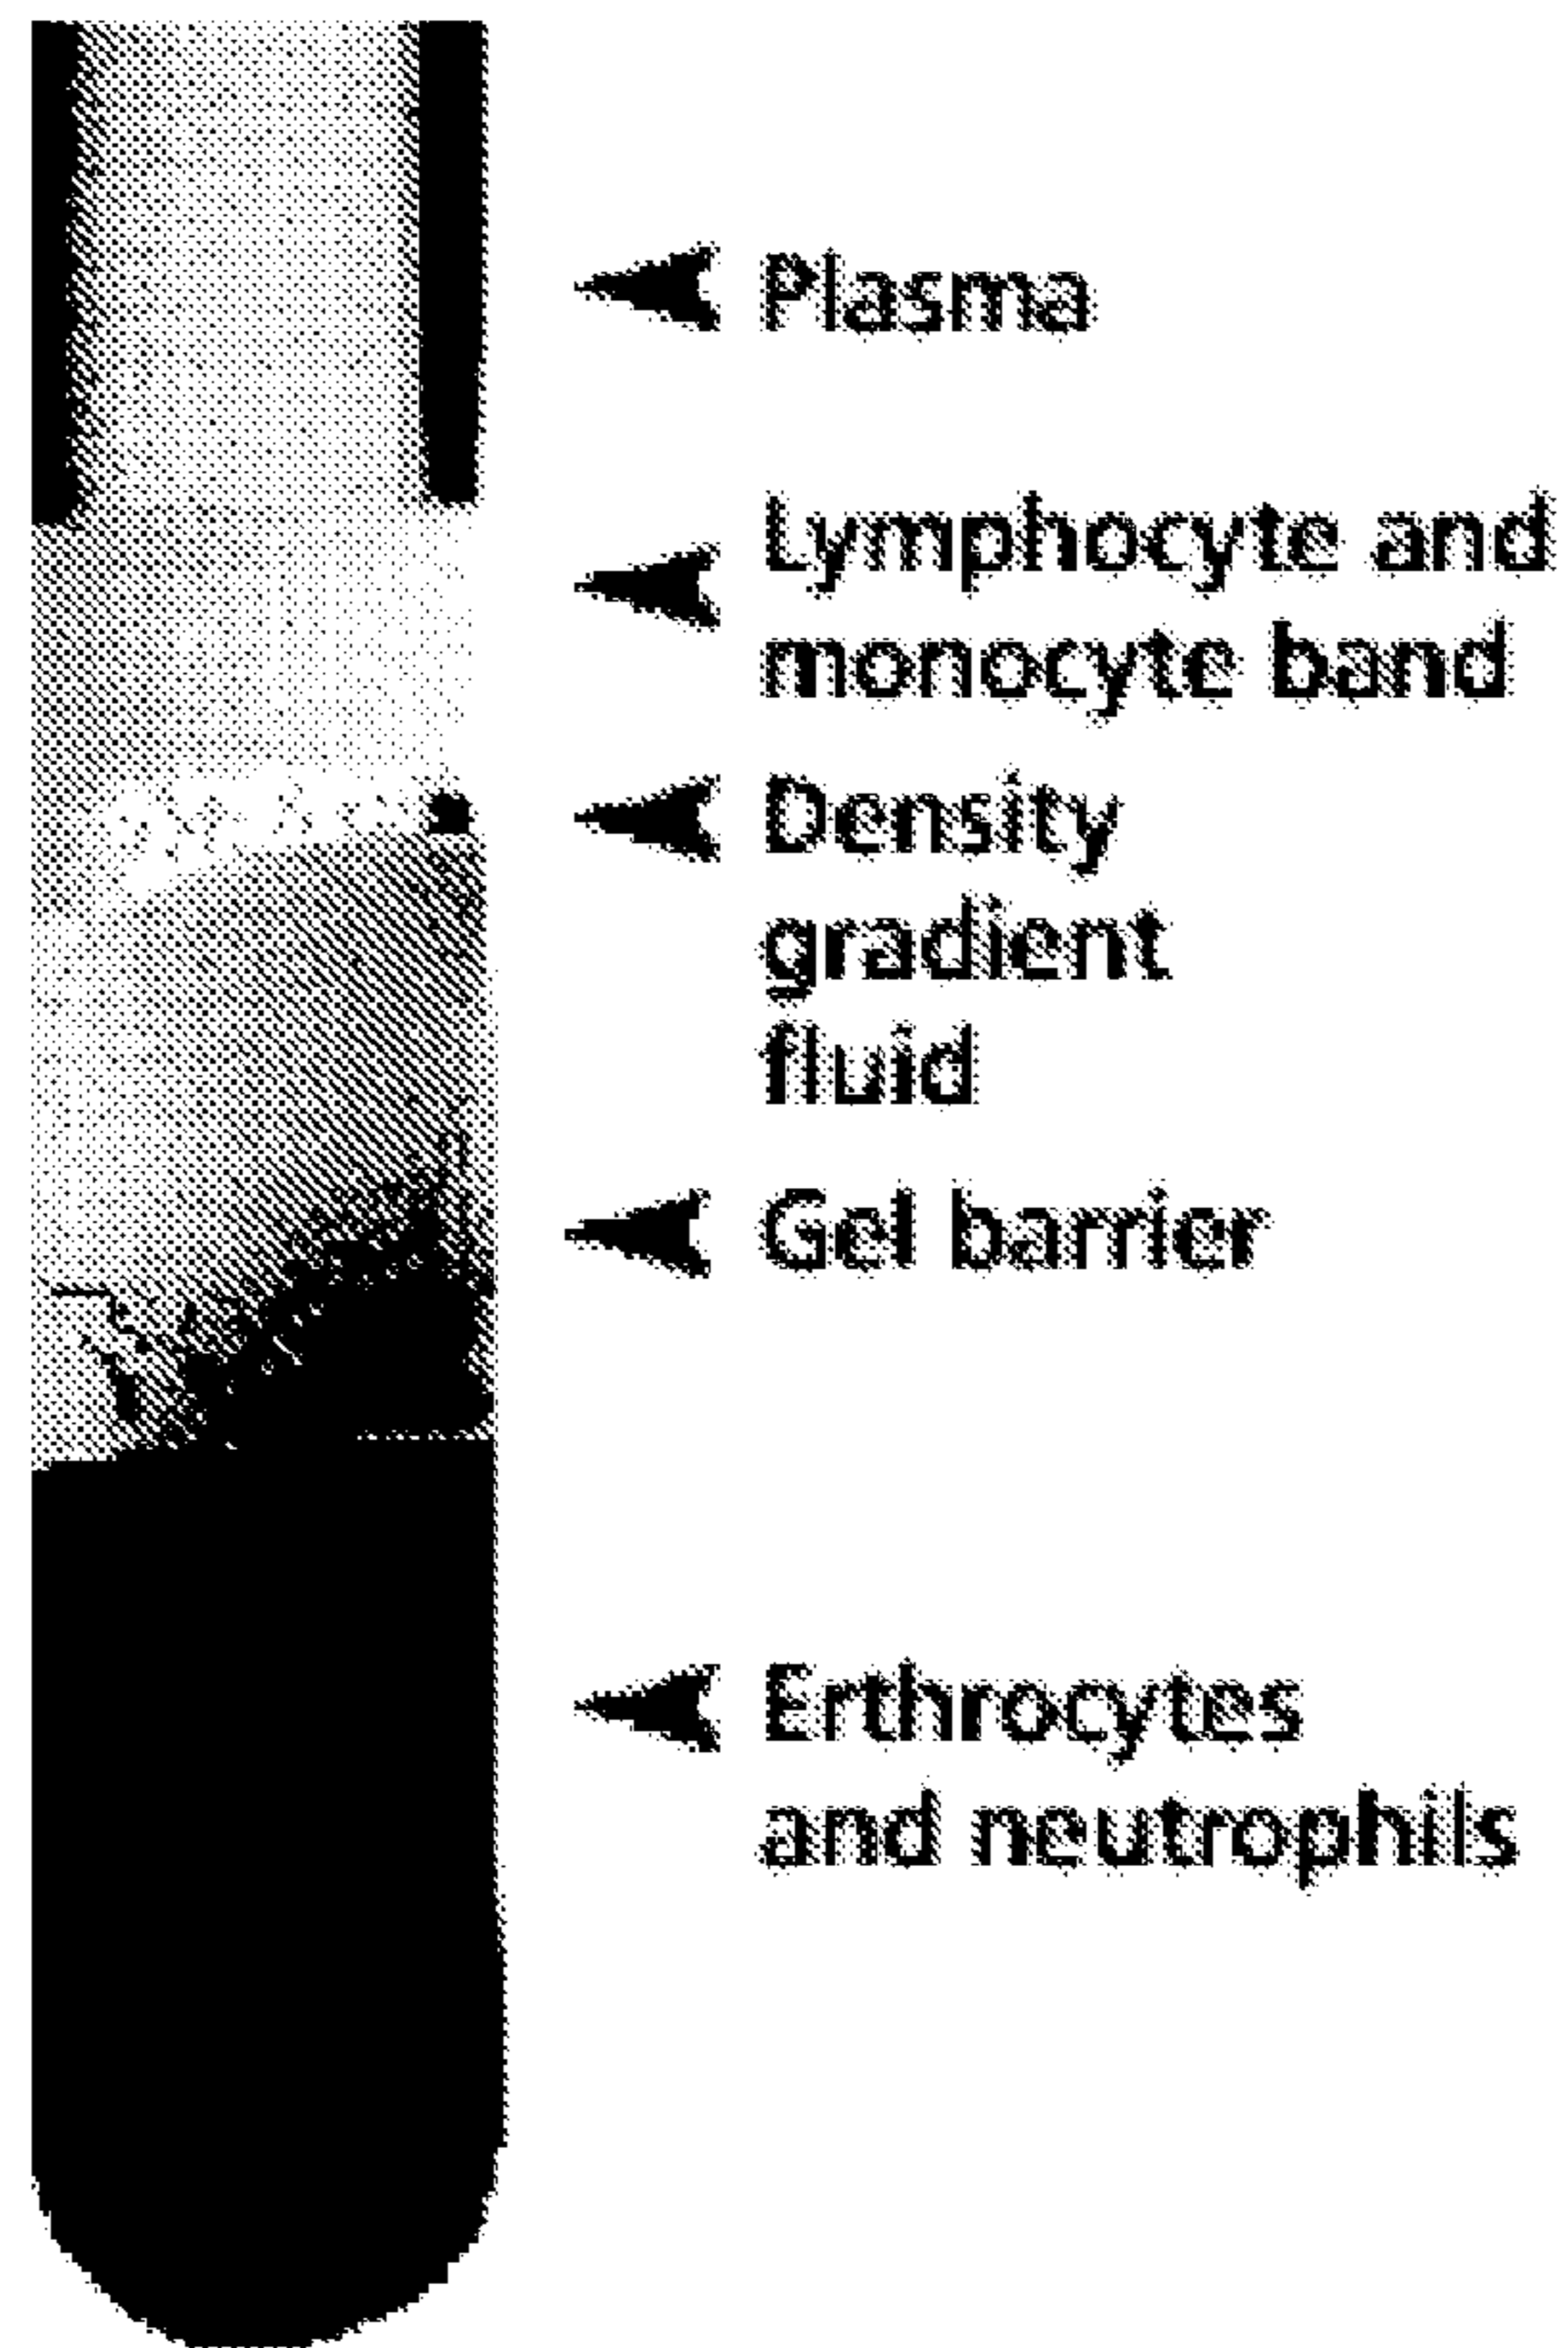 Plasma
Lymphocyte and
monocyte band
Density
gradient
fluid
Gel barrier
Erthrocytes
and neutrophils